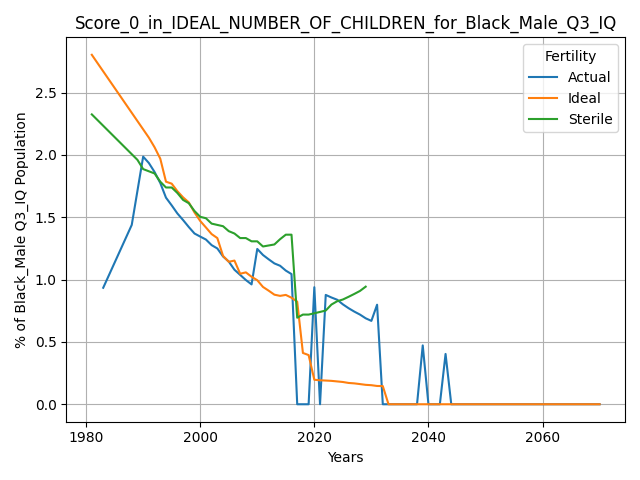 Score_0_in_IDEAL_NUMBER_OF_CHILDREN_for_Black_Male_Q3_IQ
Fertility
Actual
Ideal
Sterile
% of Black_Male Q3_IQ Population
2.5
2.0
1.5
1.0
0.5
0.0
1980 2000 2020 2040 2060
Years